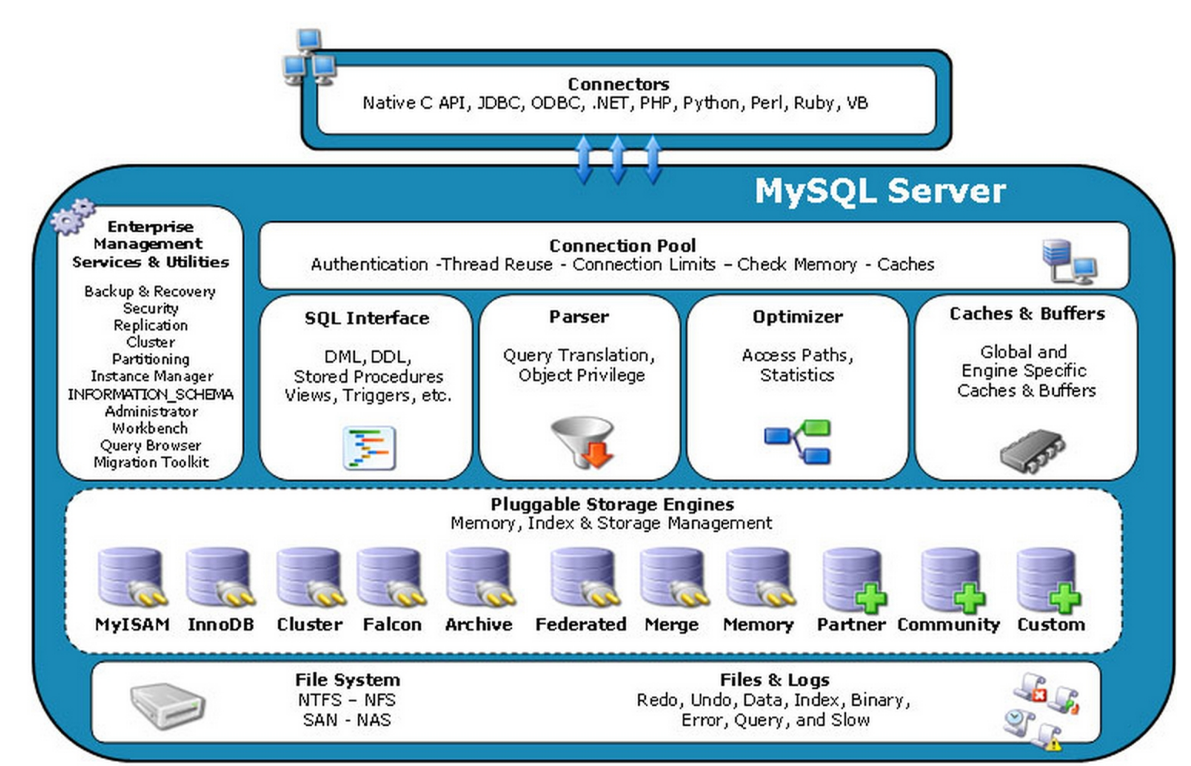 Connectors
Native C API, JDBC, ODBC, .NET, PHP, Python, Perl, Ruby, VB
MySQL Server
Enterprise
Management
Services & Utilities
Backup & Recovery
Security
Replication
Cluster
Partitioning
Instance Manager
INFORMATION_SCHEMA
Administrator
Workbench
Query Browser
Migration Toolkit
Connection Pool
Authentication -Thread Reuse - Connection Limits – Check Memory - Caches
SQL Interface
DML, DDL,
Stored Procedures
Views, Triggers, etc.
Parser
Query Translation,
Object Privilege
Optimizer
Access Paths,
Statistics
Caches & Buffers
Global and
Engine Specific
Caches & Buffers
Pluggable Storage Engines
Memory, Index & Storage Management
MyISAM InnoDB Cluster Falcon Archive Federated Merge Memory Partner Community Custom
File System
NTFS – NFS
SAN - NAS
Files & Logs
Redo, Undo, Data, Index, Binary,
Error, Query, and Slow